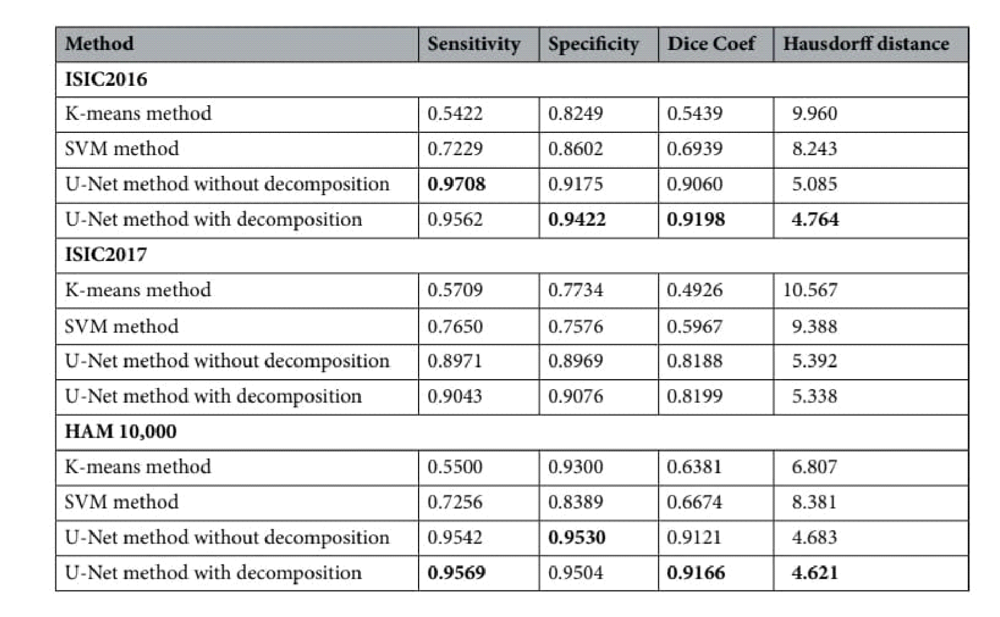 Method Sensitivity Specificity Dice Coef Hausdorff distance
ISIC2016
K-means method 0.5422 0.8249 0.5439 9.960
SVM method 0.7229 0.8602 0.6939 8.243
U-Net method without decomposition 0.9708 0.9175 0.9060 5.085
U-Net method with decomposition 0.9562 0.9422 0.9198 4.764
ISIC2017
K-means method 0.5709 0.7734 0.4926 10.567
SVM method 0.7650 0.7576 0.5967 9.388
U-Net method without decomposition 0.8971 0.8969 0.8188 5.392
U-Net method with decomposition 0.9043 0.9076 0.8199 5.338
HAM 10,000
K-means method 0.5500 0.9300 0.6381 6.807
SVM method 0.7256 0.8389 0.6674 8.381
U-Net method without decomposition 0.9542 0.9530 0.9121 4.683
U-Net method with decomposition 0.9569 0.9504 0.9166 4.621